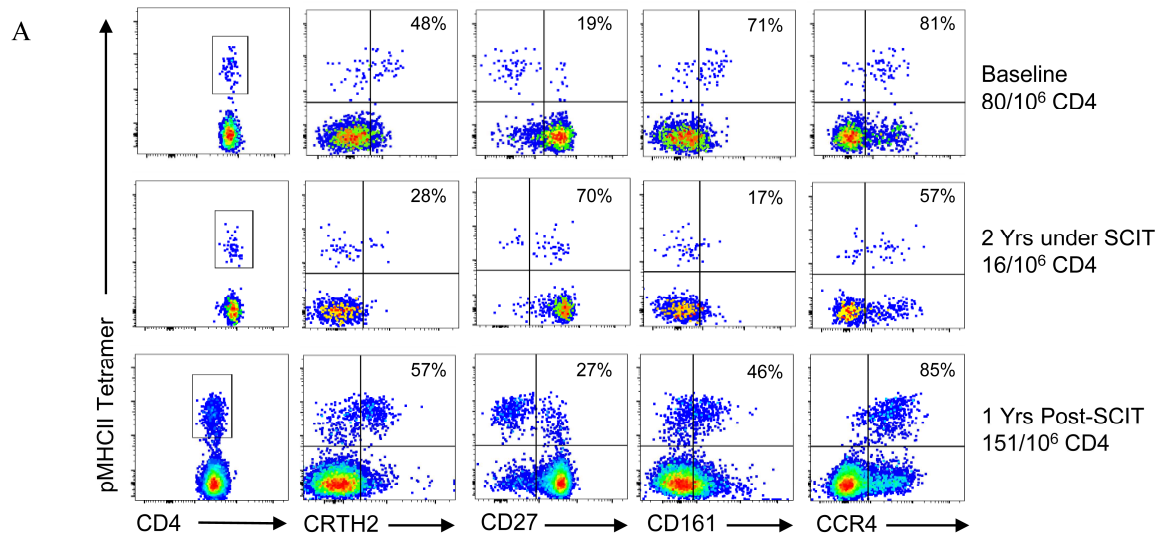 A
48%
19%
71%
81%
Baseline
80/10⁶ CD4
28%
70%
17%
57%
2 Yrs under SCIT
16/10⁶ CD4
57%
27%
46%
85%
1 Yrs Post-SCIT
151/10⁶ CD4
pMHCII Tetramer
CD4
CRTH2
CD27
CD161
CCR4